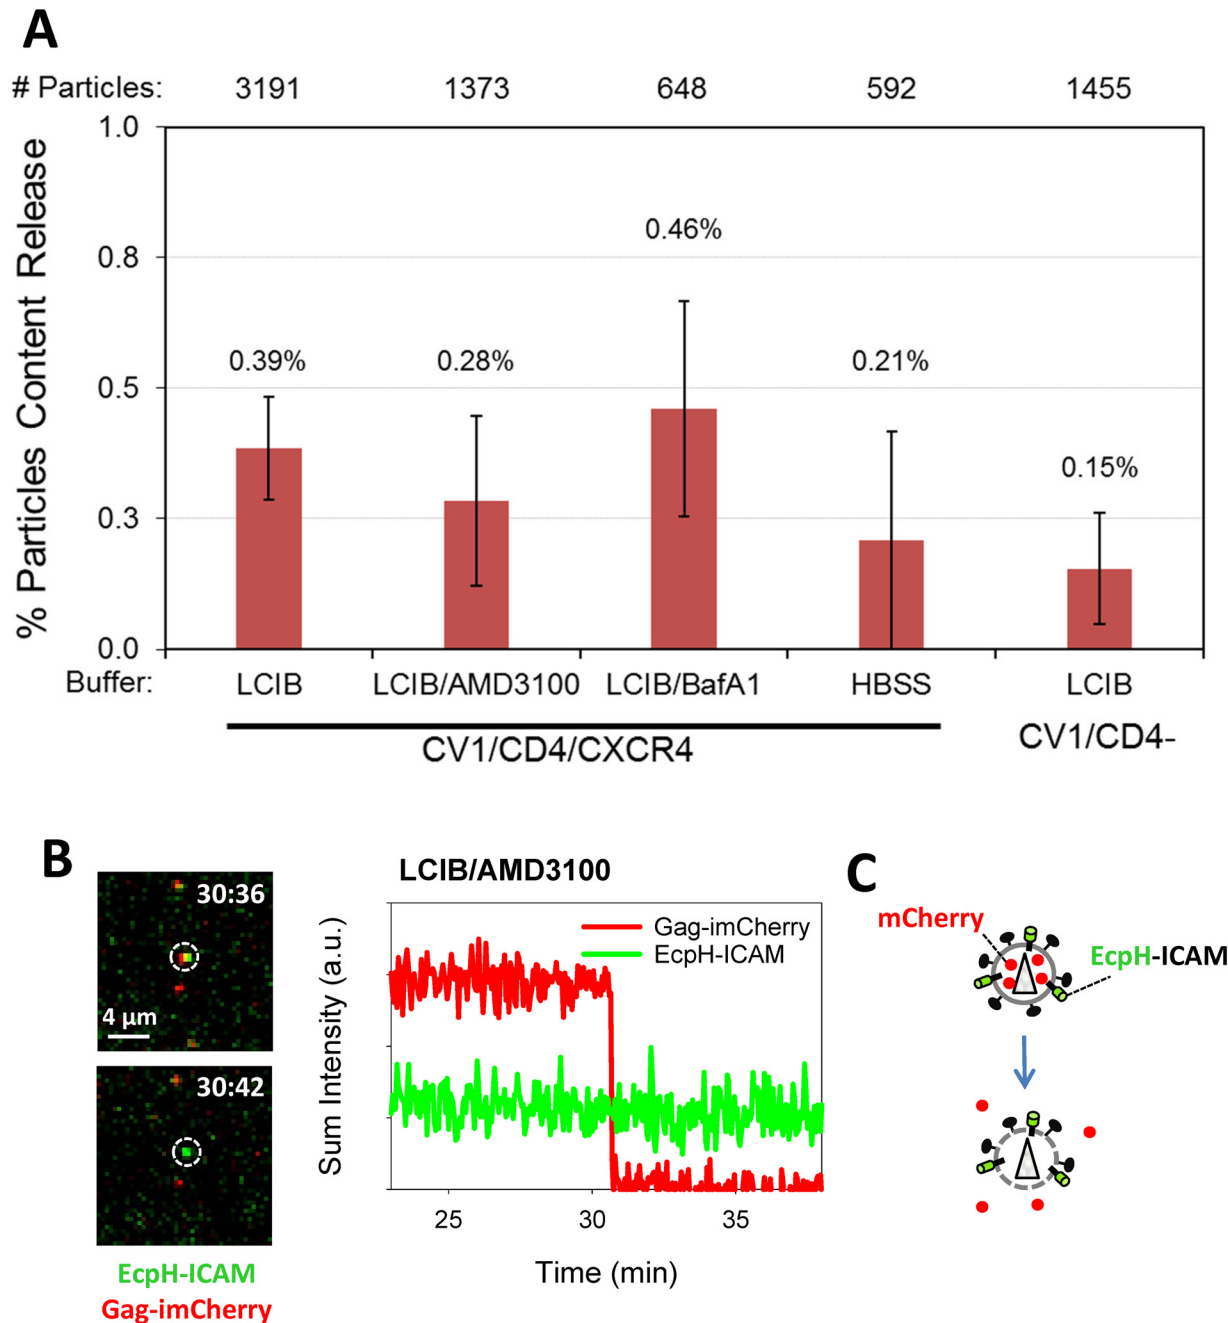 A
# Particles: 3191 1373 648 592 1455
% Particles Content Release
1.0
0.8
0.5
0.3
0.0
0.39%
0.28%
0.46%
0.21%
0.15%
Buffer: LCIB LCIB/AMD3100 LCIB/BafA1 HBSS LCIB
CV1/CD4/CXCR4 CV1/CD4-
B
30:36
4 µm
30:42
EcpH-ICAM
Gag-imCherry
LCIB/AMD3100
Sum Intensity (a.u.)
Gag-imCherry
EcpH-ICAM
25 30 35
Time (min)
C
mCherry
EcpH-ICAM